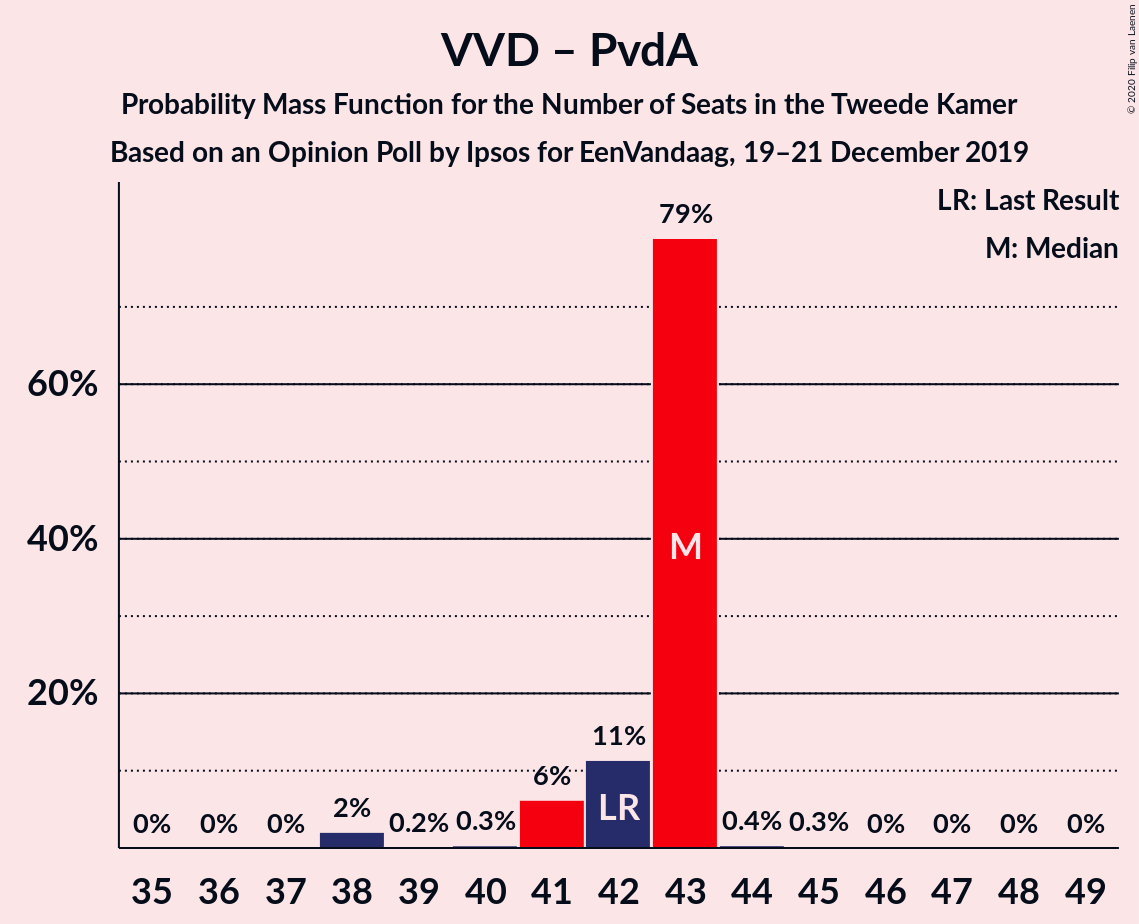 VVD – PvdA
Probability Mass Function for the Number of Seats in the Tweede Kamer
Based on an Opinion Poll by Ipsos for EenVandaag, 19–21 December 2019
© 2020 Filip van Laenen
LR: Last Result
M: Median
60%
40%
20%
0% 0% 0% 2% 0.2% 0.3% 6% 11% 79% 0.4% 0.3% 0% 0% 0% 0%
LR
M
35 36 37 38 39 40 41 42 43 44 45 46 47 48 49